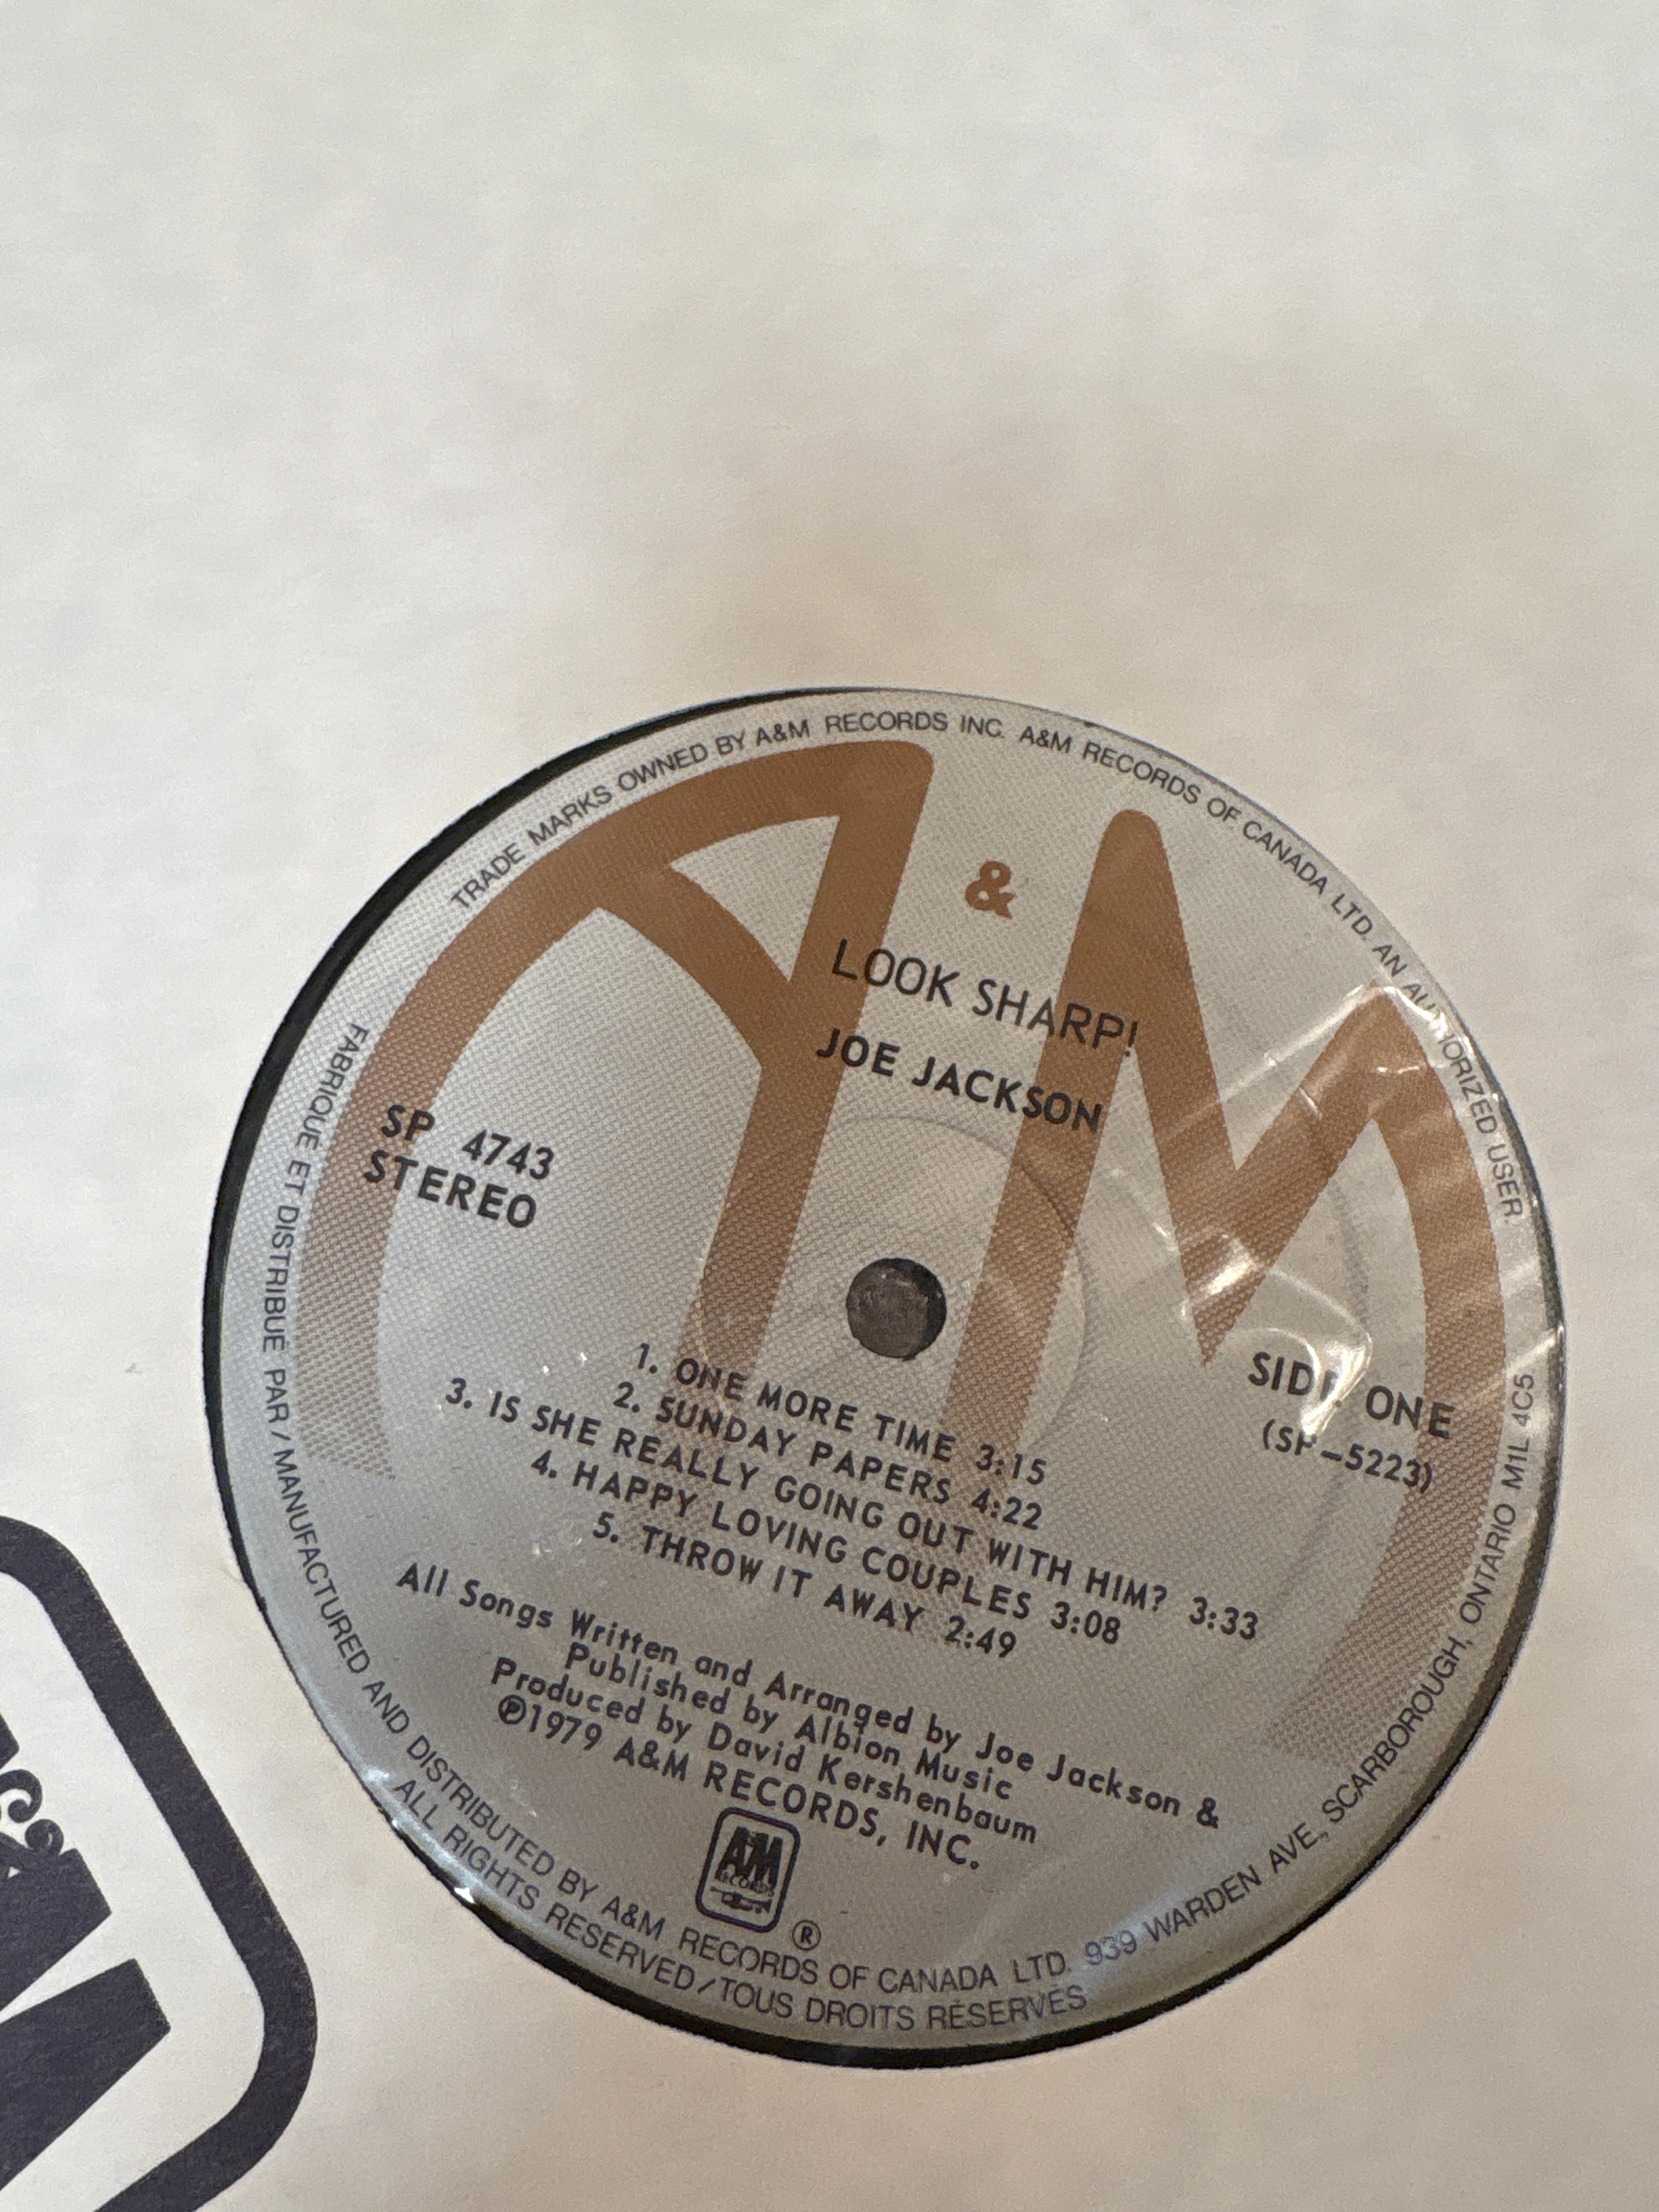 TRADE MARKS OWNED BY A&M RECORDS INC. A&M RECORDS OF CANADA LTD. AN AUTHORIZED USER.
A & M
LOOK SHARP!
JOE JACKSON
SP 4743
STEREO
SIDE ONE
(SP-5223)
1. ONE MORE TIME 3:15
2. SUNDAY PAPERS 4:22
3. IS SHE REALLY GOING OUT WITH HIM? 3:33
4. HAPPY LOVING COUPLES 3:08
5. THROW IT AWAY 2:49
All Songs Written and Arranged by Joe Jackson &
Published by Albion Music
Produced by David Kershenbaum
℗1979 A&M RECORDS, INC.
A&M
RECORDS
®
FABRIQUE ET DISTRIBUÉ PAR / MANUFACTURED AND DISTRIBUTED BY A&M RECORDS OF CANADA LTD. 939 WARDEN AVE., SCARBOROUGH, ONTARIO M1L 4C5
ALL RIGHTS RESERVED/TOUS DROITS RÉSERVÉS